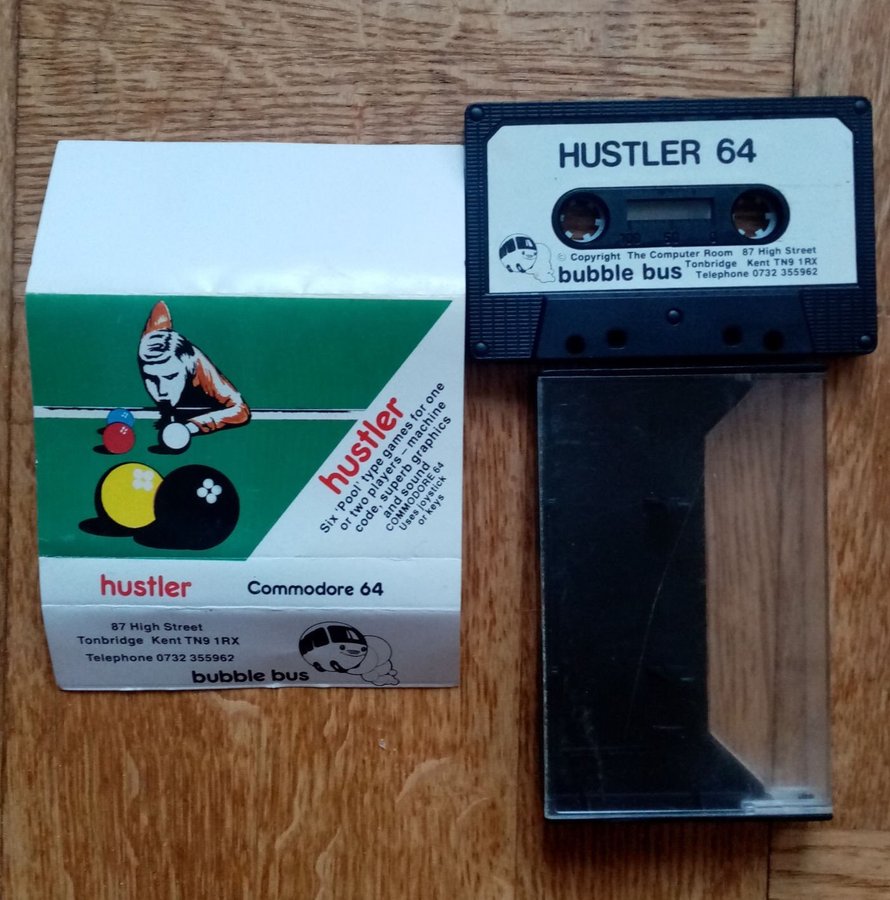 HUSTLER 64
© Copyright The Computer Room 87 High Street
Tonbridge Kent TN9 1RX
bubble bus Telephone 0732 355962
hustler
Six 'Pool' type games for one
or two players – machine
code, superb graphics
and sound
COMMODORE 64
Uses joystick
or keys
hustler Commodore 64
87 High Street
Tonbridge Kent TN9 1RX
Telephone 0732 355962
bubble bus